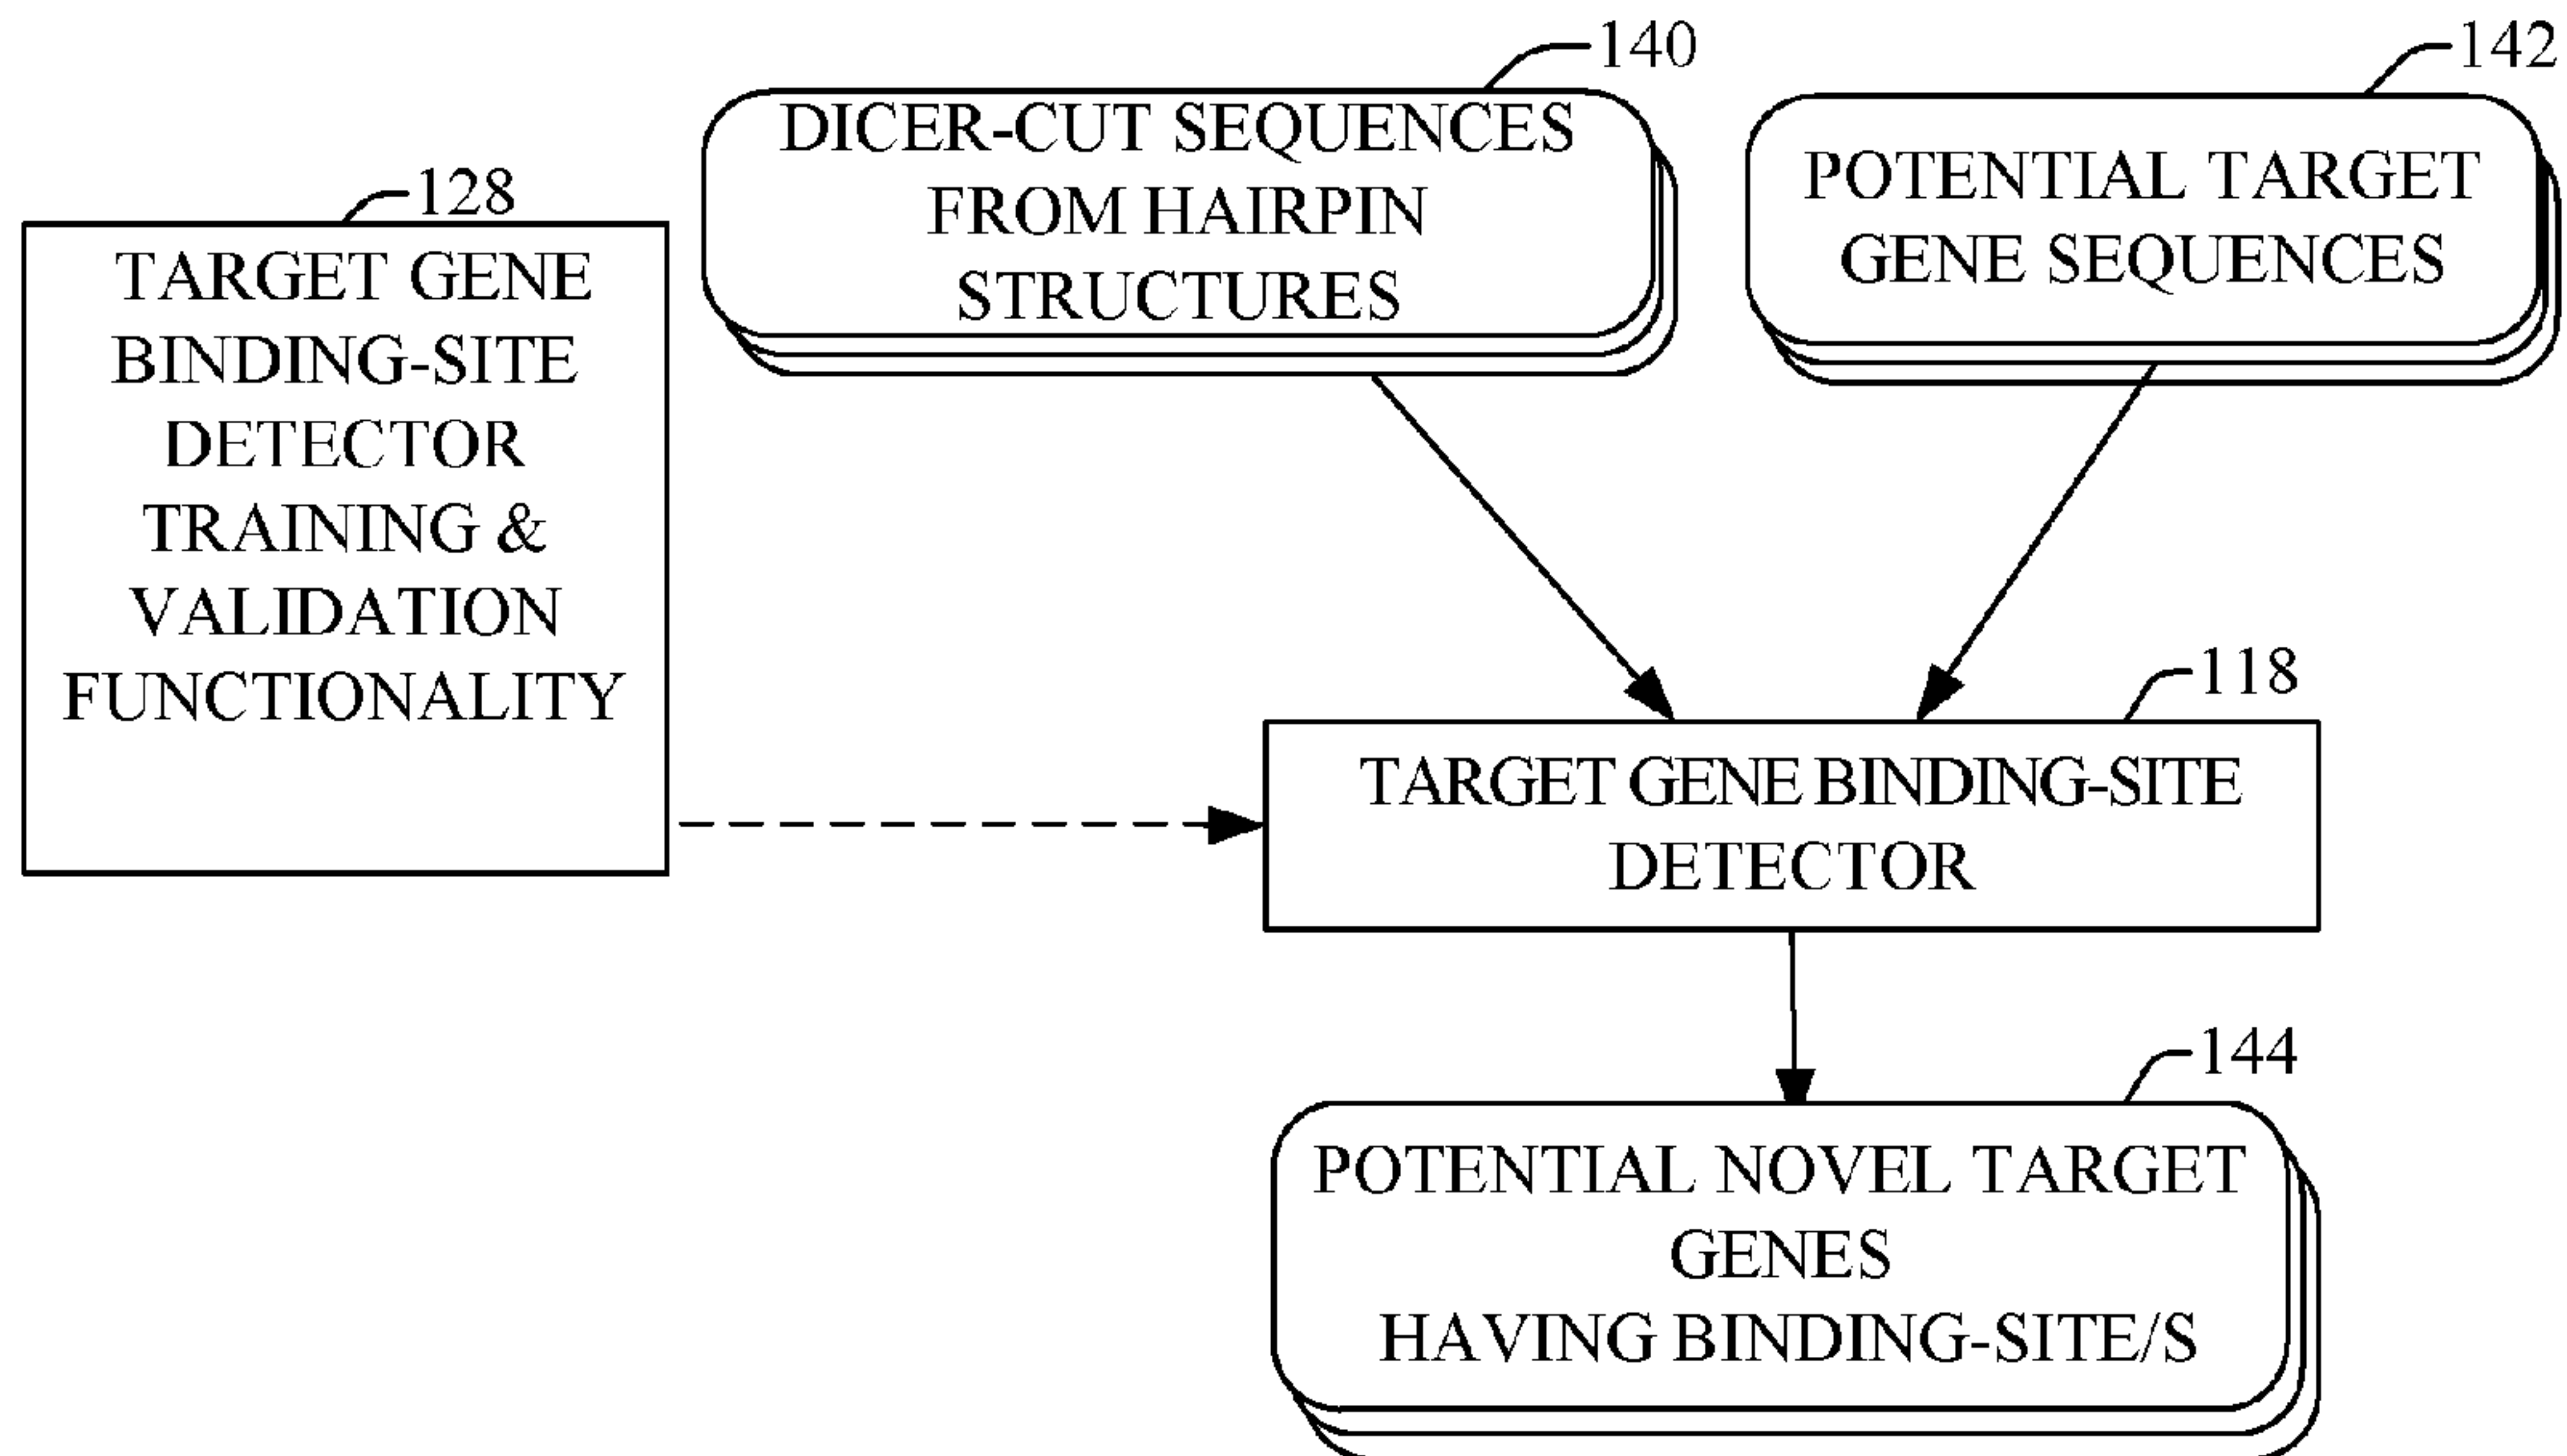 140
DICER-CUT SEQUENCES
FROM HAIRPIN
STRUCTURES
142
POTENTIAL TARGET
GENE SEQUENCES
128
TARGET GENE
BINDING-SITE
DETECTOR
TRAINING &
VALIDATION
FUNCTIONALITY
118
TARGET GENE BINDING-SITE
DETECTOR
144
POTENTIAL NOVEL TARGET
GENES
HAVING BINDING-SITE/S